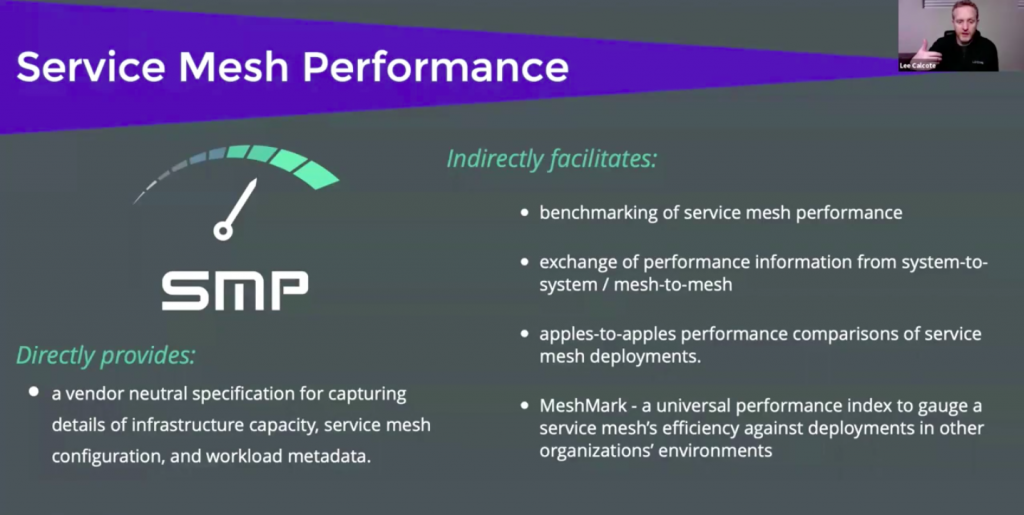 Service Mesh Performance
Lee Calcote
SMP
Directly provides:
• a vendor neutral specification for capturing
details of infrastructure capacity, service mesh
configuration, and workload metadata.
Indirectly facilitates:
• benchmarking of service mesh performance
• exchange of performance information from system-to-
system / mesh-to-mesh
• apples-to-apples performance comparisons of service
mesh deployments.
• MeshMark - a universal performance index to gauge a
service mesh's efficiency against deployments in other
organizations' environments